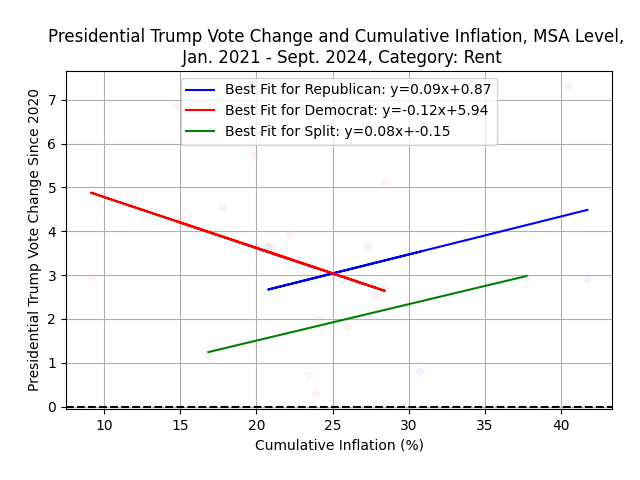 Presidential Trump Vote Change and Cumulative Inflation, MSA Level,
Jan. 2021 - Sept. 2024, Category: Rent
Best Fit for Republican: y=0.09x+0.87
Best Fit for Democrat: y=-0.12x+5.94
Best Fit for Split: y=0.08x+-0.15
Presidential Trump Vote Change Since 2020
7
6
5
4
3
2
1
0
10 15 20 25 30 35 40
Cumulative Inflation (%)